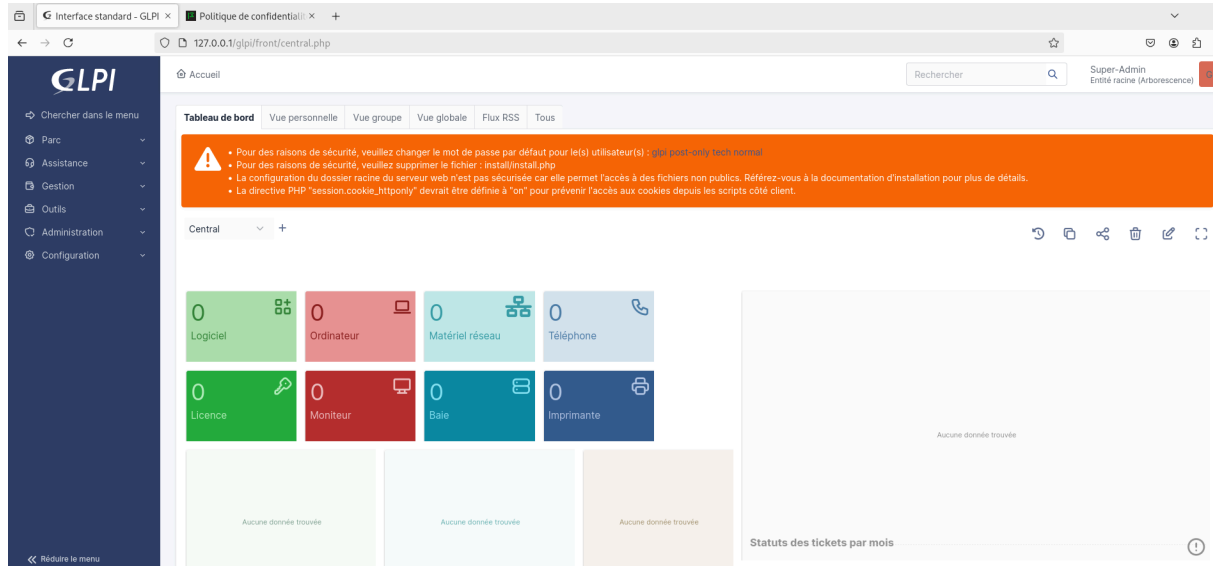 Interface standard - GLPI
Politique de confidentialit
127.0.0.1/glpi/front/central.php
GLPI
Accueil
Rechercher
Super-Admin
Entité racine (Arborescence)
G
Chercher dans le menu
Parc
Assistance
Gestion
Outils
Administration
Configuration
Réduire le menu
Tableau de bord
Vue personnelle
Vue groupe
Vue globale
Flux RSS
Tous
• Pour des raisons de sécurité, veuillez changer le mot de passe par défaut pour le(s) utilisateur(s) : glpi post-only tech normal
• Pour des raisons de sécurité, veuillez supprimer le fichier : install/install.php
• La configuration du dossier racine du serveur web n'est pas sécurisée car elle permet l'accès à des fichiers non publics. Référez-vous à la documentation d'installation pour plus de détails.
• La directive PHP "session.cookie_httponly" devrait être définie à "on" pour prévenir l'accès aux cookies depuis les scripts côté client.
Central
0
Logiciel
0
Ordinateur
0
Matériel réseau
0
Téléphone
0
Licence
0
Moniteur
0
Baie
0
Imprimante
Aucune donnée trouvée
Aucune donnée trouvée
Aucune donnée trouvée
Aucune donnée trouvée
Statuts des tickets par mois